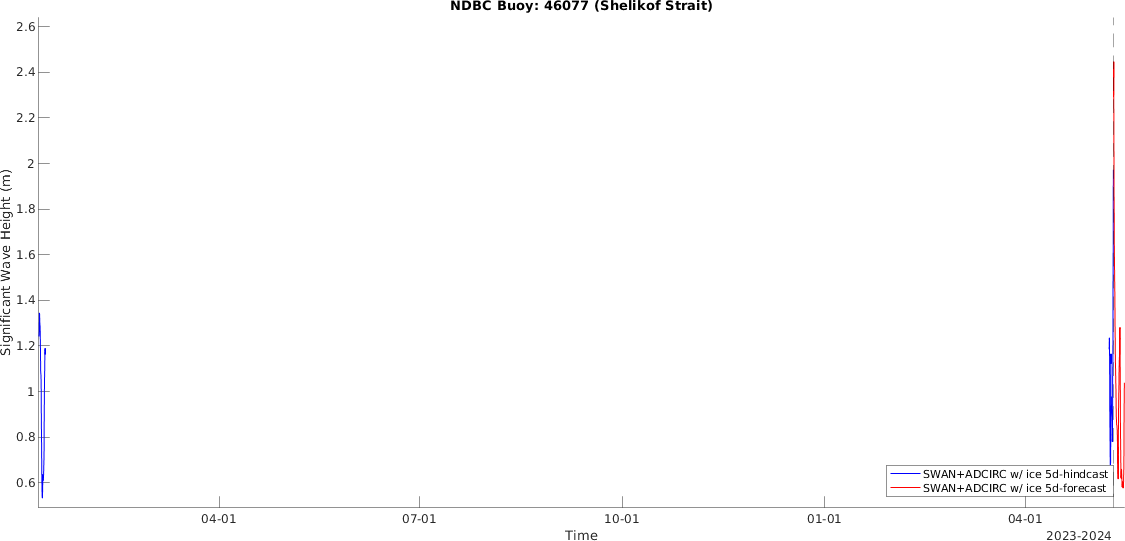 NDBC Buoy: 46077 (Shelikof Strait)
2.6
2.4
2.2
2
1.8
1.6
1.4
1.2
1
0.8
0.6
Significant Wave Height (m)
SWAN+ADCIRC w/ ice 5d-hindcast
SWAN+ADCIRC w/ ice 5d-forecast
04-01 07-01 10-01 01-01 04-01
Time
2023-2024